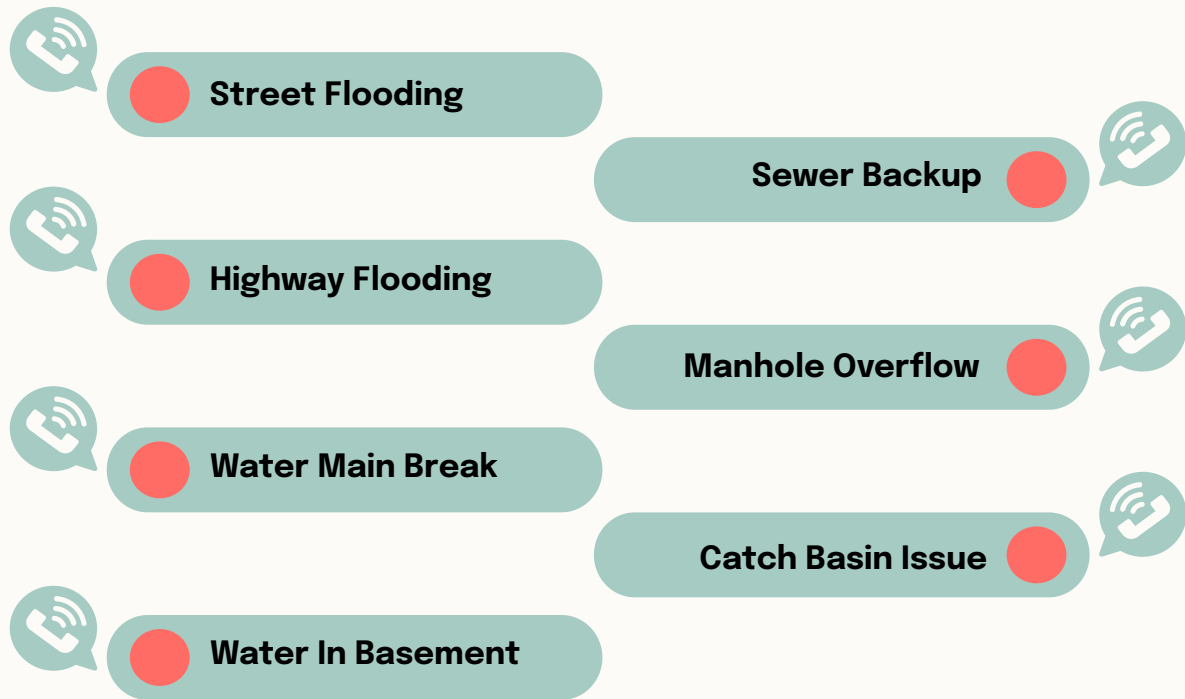 Street Flooding
Sewer Backup
Highway Flooding
Manhole Overflow
Water Main Break
Catch Basin Issue
Water In Basement